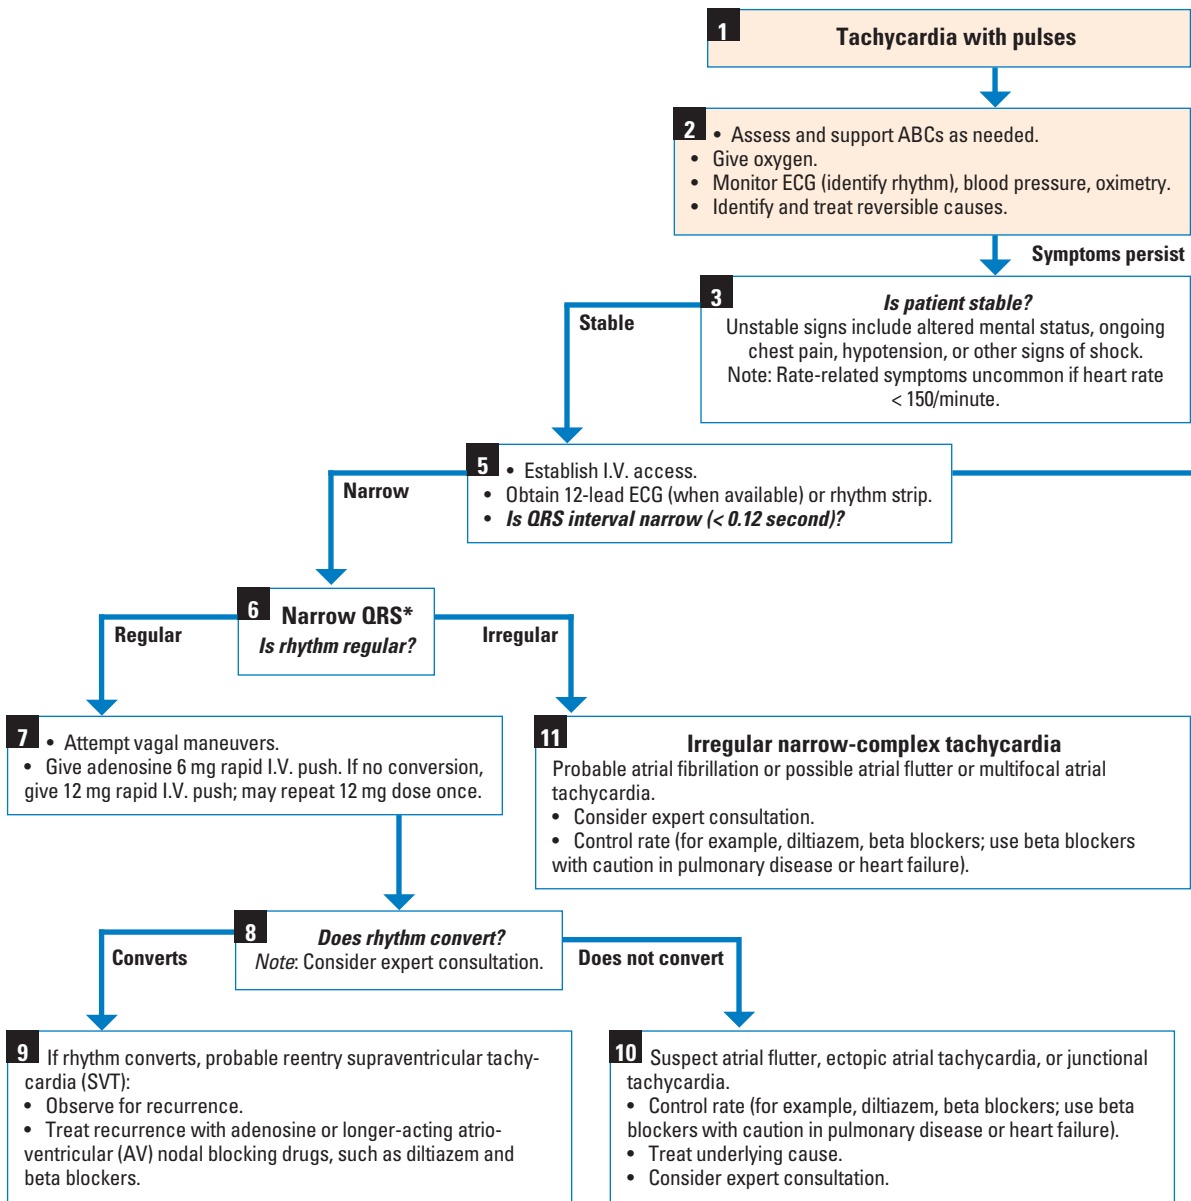 1
Tachycardia with pulses
2 • Assess and support ABCs as needed.
• Give oxygen.
• Monitor ECG (identify rhythm), blood pressure, oximetry.
• Identify and treat reversible causes.
Symptoms persist
3
Is patient stable?
Unstable signs include altered mental status, ongoing
chest pain, hypotension, or other signs of shock.
Note: Rate-related symptoms uncommon if heart rate
< 150/minute.
Stable
5 • Establish I.V. access.
• Obtain 12-lead ECG (when available) or rhythm strip.
• Is QRS interval narrow (< 0.12 second)?
Narrow
6 Narrow QRS*
Is rhythm regular?
Regular
Irregular
7 • Attempt vagal maneuvers.
• Give adenosine 6 mg rapid I.V. push. If no conversion,
give 12 mg rapid I.V. push; may repeat 12 mg dose once.
11
Irregular narrow-complex tachycardia
Probable atrial fibrillation or possible atrial flutter or multifocal atrial
tachycardia.
• Consider expert consultation.
• Control rate (for example, diltiazem, beta blockers; use beta blockers
with caution in pulmonary disease or heart failure).
8
Does rhythm convert?
Note: Consider expert consultation.
Converts
Does not convert
9 If rhythm converts, probable reentry supraventricular tachy-
cardia (SVT):
• Observe for recurrence.
• Treat recurrence with adenosine or longer-acting atrio-
ventricular (AV) nodal blocking drugs, such as diltiazem and
beta blockers.
10 Suspect atrial flutter, ectopic atrial tachycardia, or junctional
tachycardia.
• Control rate (for example, diltiazem, beta blockers; use beta
blockers with caution in pulmonary disease or heart failure).
• Treat underlying cause.
• Consider expert consultation.